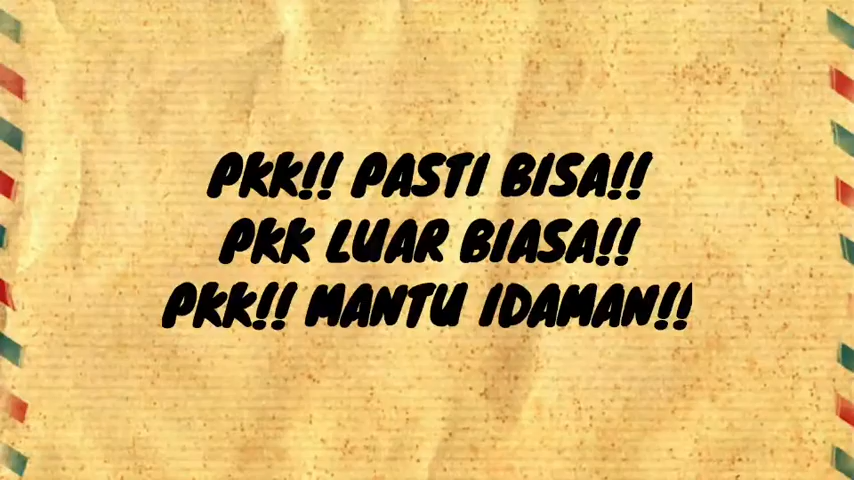 PKK!! PASTI BISA!!
PKK LUAR BIASA!!
PKK!! MANTU IDAMAN!!